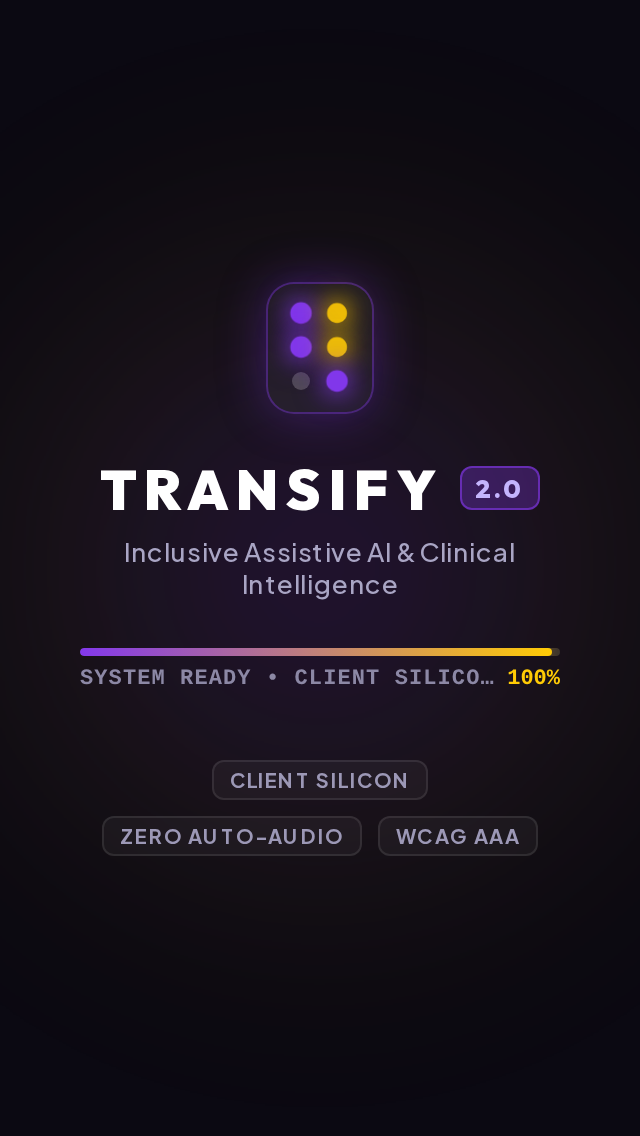 TRANSIFY 2.0
Inclusive Assistive AI & Clinical
Intelligence
SYSTEM READY • CLIENT SILICO… 100%
CLIENT SILICON
ZERO AUTO-AUDIO WCAG AAA